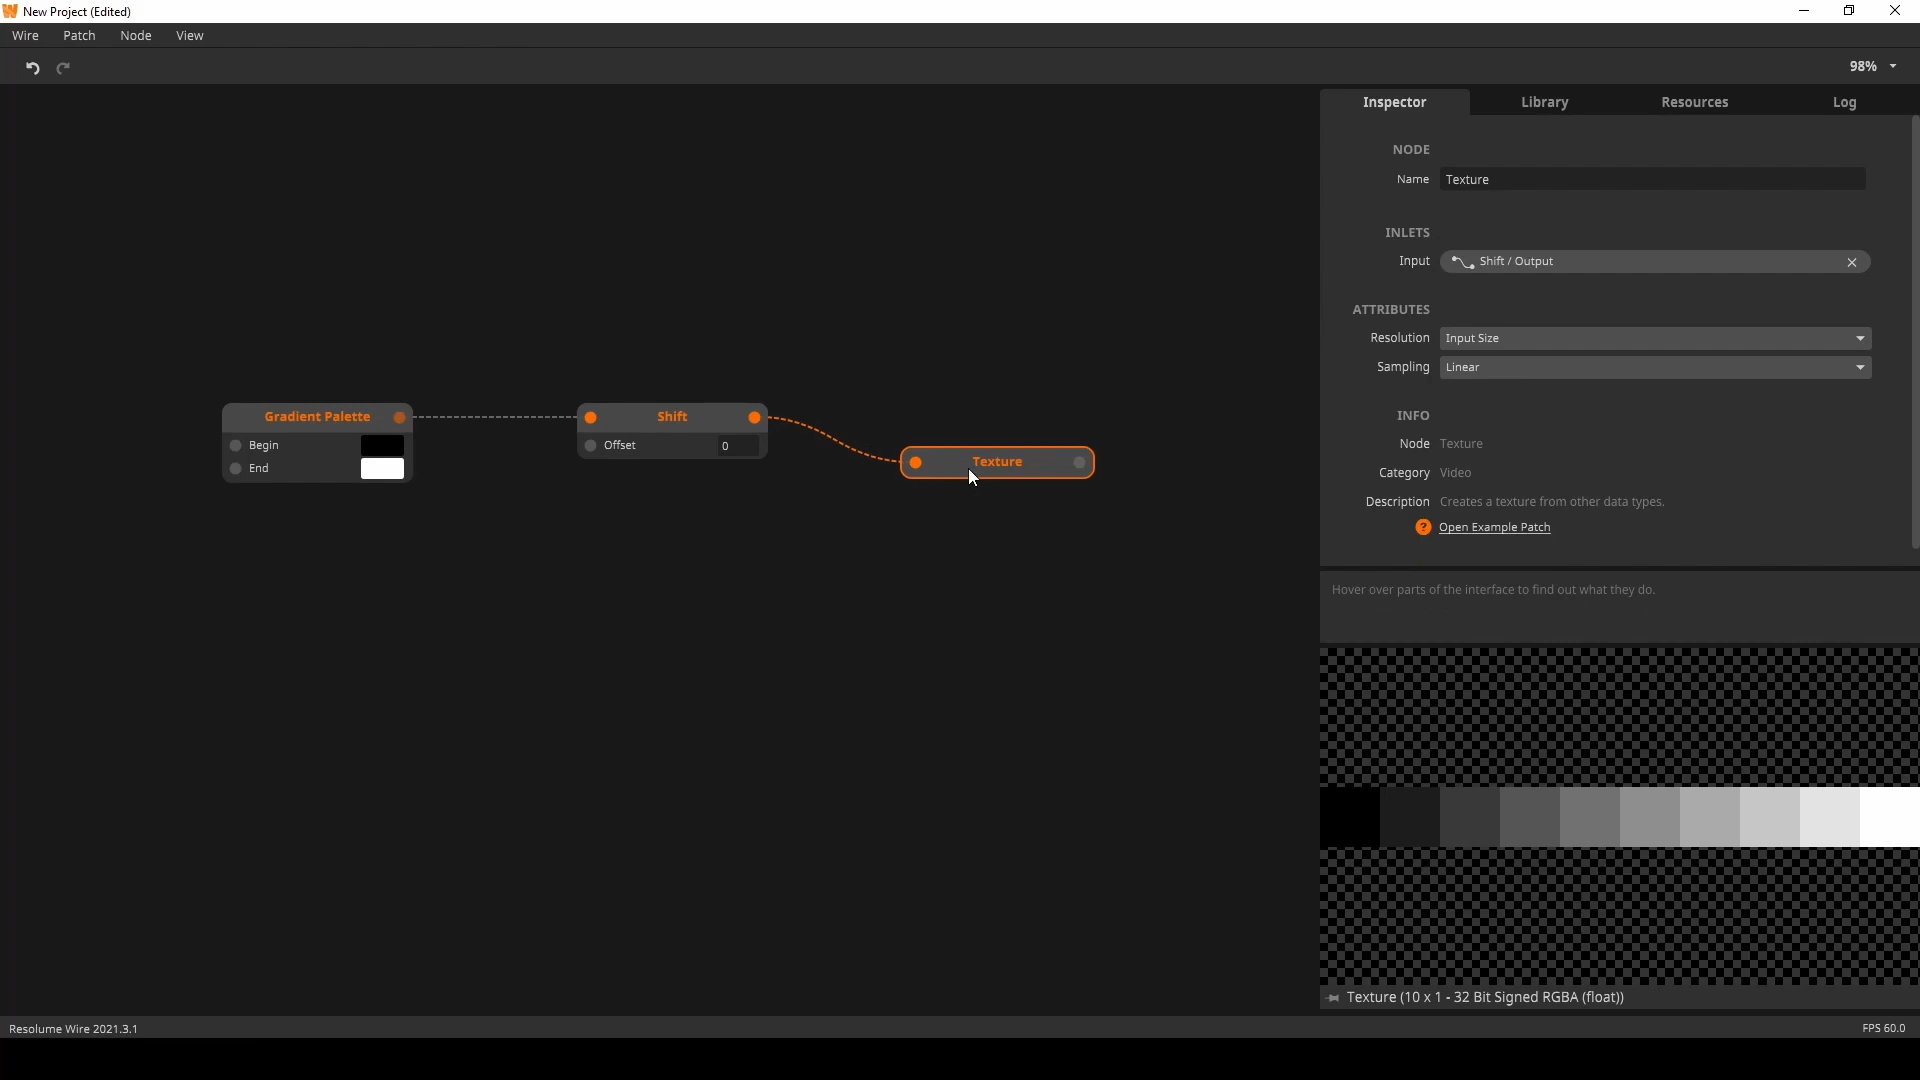 New Project (Edited)
Wire Patch Node View
98%
Inspector Library Resources Log
NODE
Name Texture
INLETS
Input Shift / Output
ATTRIBUTES
Resolution Input Size
Sampling Linear
INFO
Node Texture
Category Video
Description Creates a texture from other data types.
? Open Example Patch
Gradient Palette
Begin
End
Shift
Offset 0
Texture
Hover over parts of the interface to find out what they do.
Texture (10 x 1 - 32 Bit Signed RGBA (float))
Resolume Wire 2021.3.1
FPS 60.0